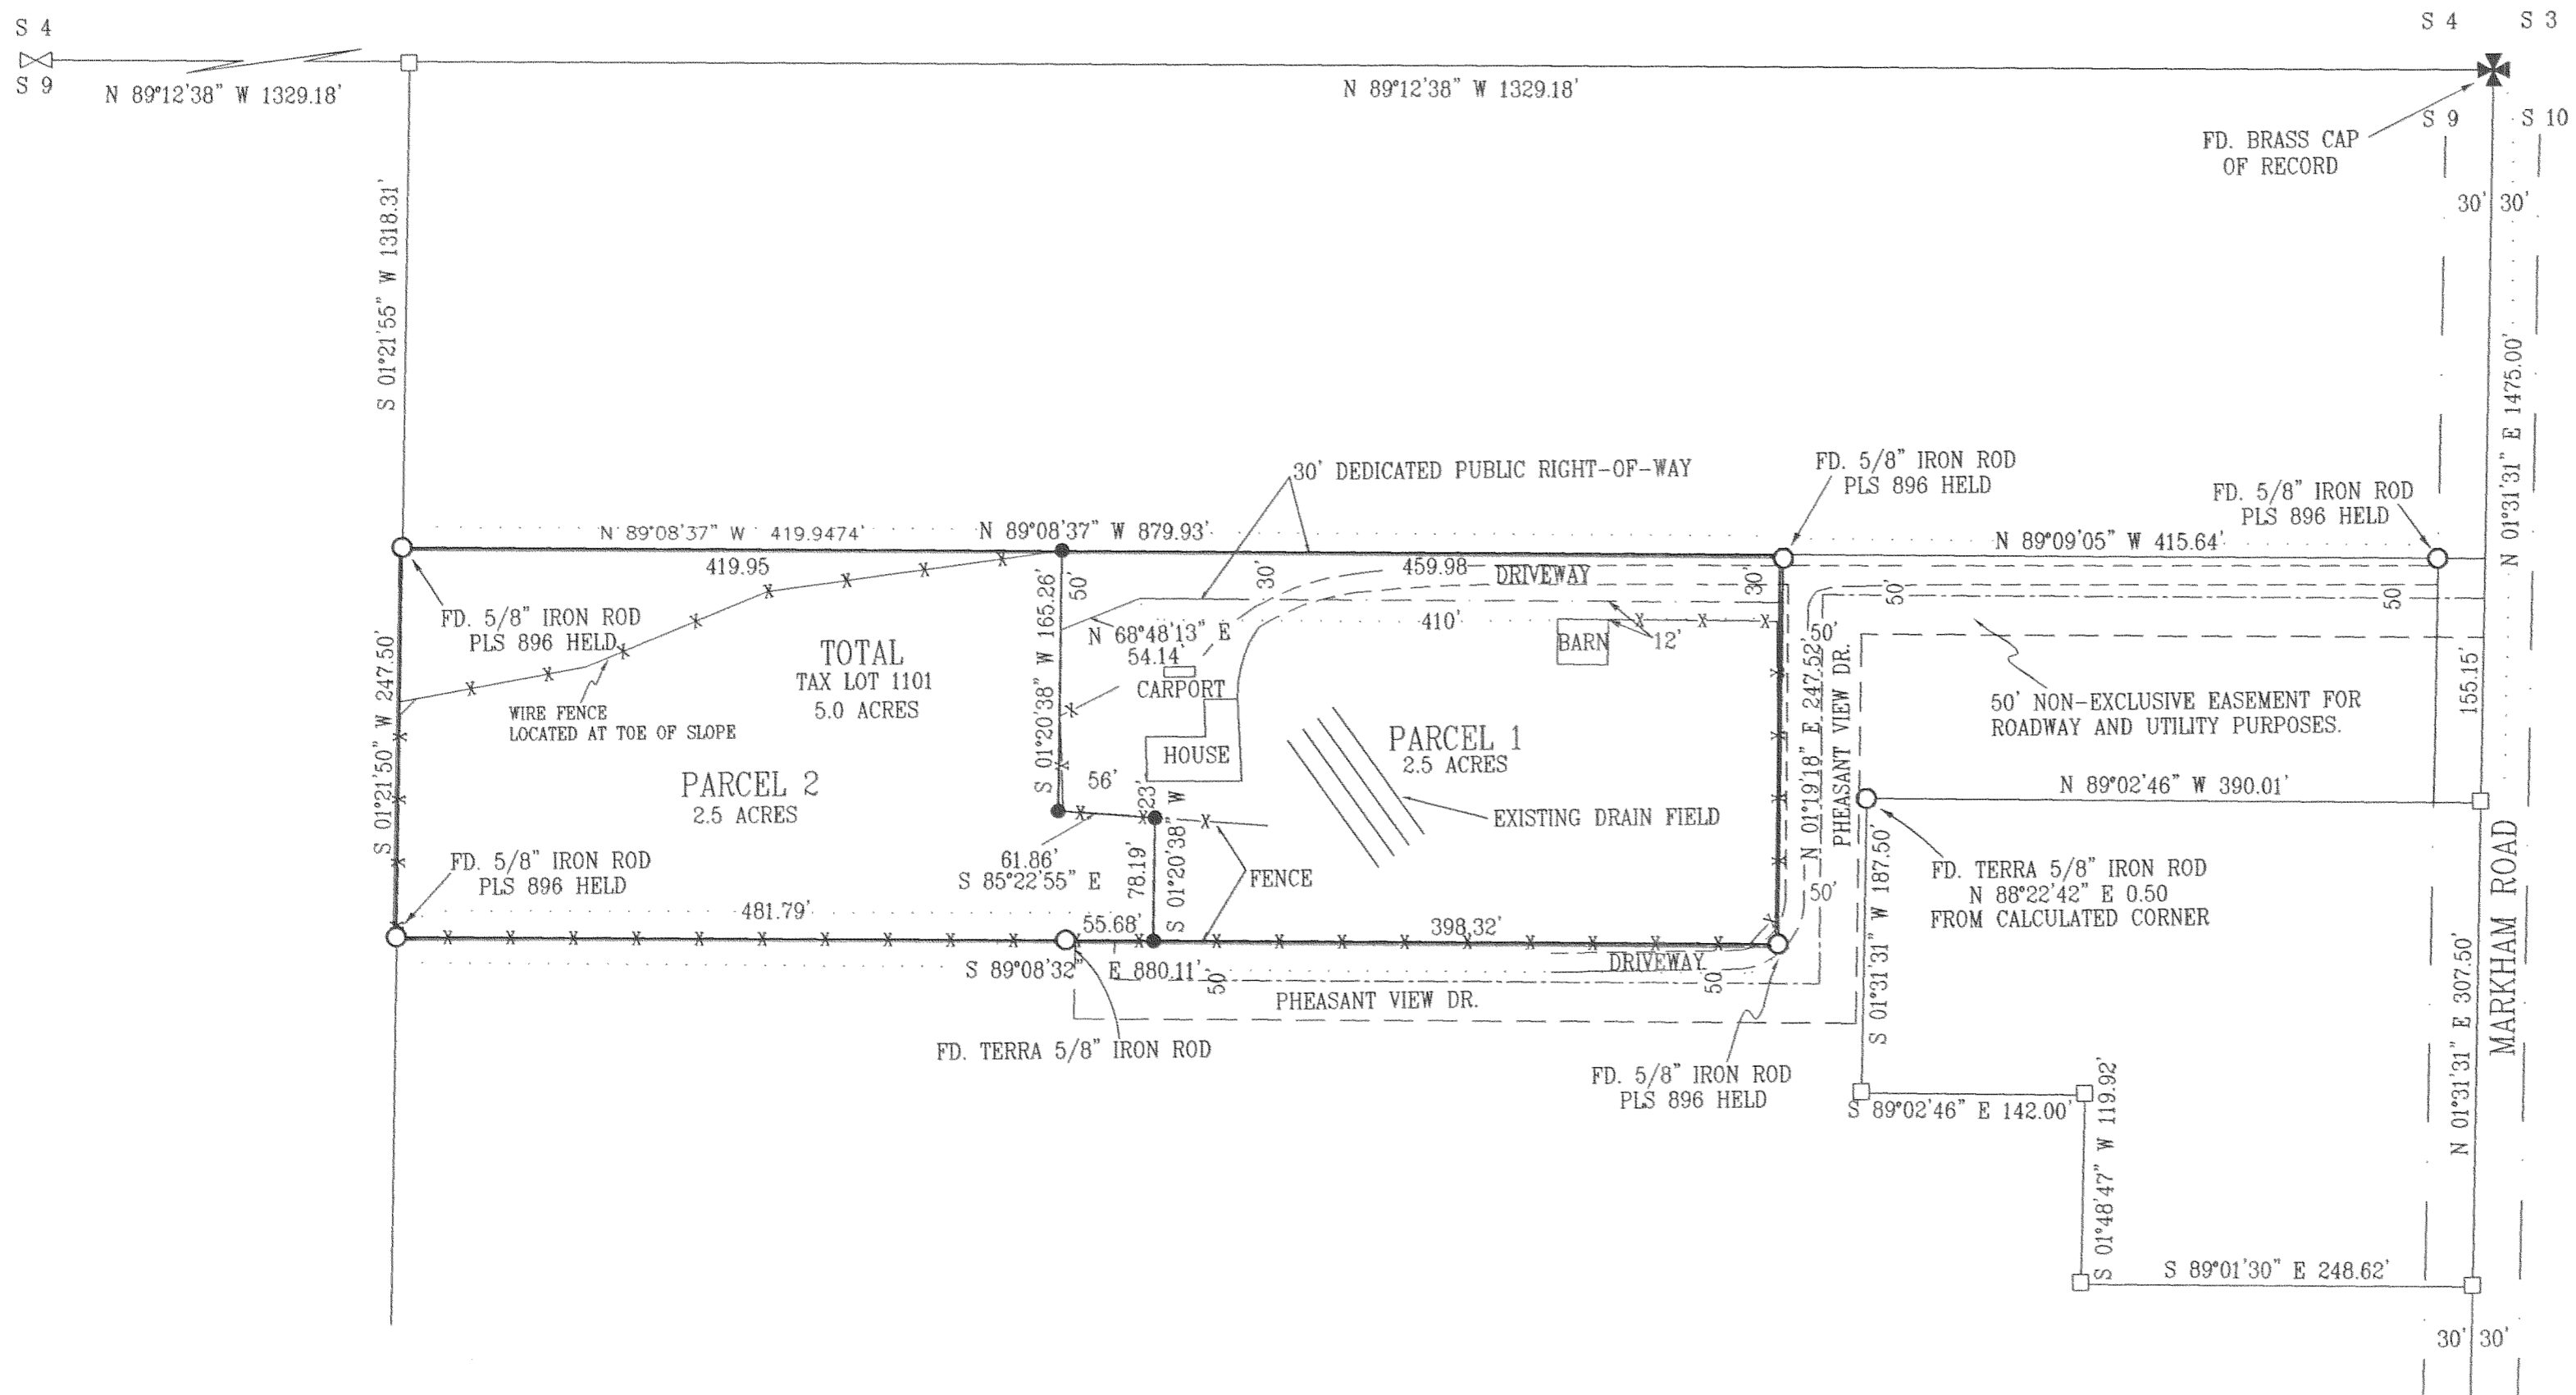 S 4
S 9
N 89°12'38" W 1329.18'
N 89°12'38" W 1329.18'
S 4
S 3
S 9
S 10
FD. BRASS CAP
OF RECORD
30' 30'
S 01°21'55" W 1318.31'
N 01°31'31" E 1475.00'
30' DEDICATED PUBLIC RIGHT-OF-WAY
FD. 5/8" IRON ROD
PLS 896 HELD
FD. 5/8" IRON ROD
PLS 896 HELD
N 89°08'37" W 419.9474'
N 89°08'37" W 879.93'
N 89°09'05" W 415.64'
419.95
459.98
DRIVEWAY
30'
30'
50'
50'
50'
FD. 5/8" IRON ROD
PLS 896 HELD
S 01°20'38" W 165.26'
N 68°48'13" E
54.14'
410'
BARN
12'
CARPORT
TOTAL
TAX LOT 1101
5.0 ACRES
WIRE FENCE
LOCATED AT TOE OF SLOPE
S 01°21'50" W 247.50'
HOUSE
PARCEL 1
2.5 ACRES
PARCEL 2
2.5 ACRES
56'
23'
EXISTING DRAIN FIELD
N 01°19'18" E 247.52'
50'
PHEASANT VIEW DR.
50'
50' NON-EXCLUSIVE EASEMENT FOR
ROADWAY AND UTILITY PURPOSES.
155.15'
N 89°02'46" W 390.01'
FD. TERRA 5/8" IRON ROD
N 88°22'42" E 0.50
FROM CALCULATED CORNER
S 01°31'31" W 187.50'
MARKHAM ROAD
FD. 5/8" IRON ROD
PLS 896 HELD
61.86'
S 85°22'55" E
78.19'
S 01°20'38" W
FENCE
481.79'
55.68'
398.32'
S 89°08'32" E 880.11'
50
50
DRIVEWAY
PHEASANT VIEW DR.
FD. TERRA 5/8" IRON ROD
FD. 5/8" IRON ROD
PLS 896 HELD
S 89°02'46" E 142.00'
S 01°48'47" W 119.92'
N 01°31'31" E 307.50'
S 89°01'30" E 248.62'
30' 30'